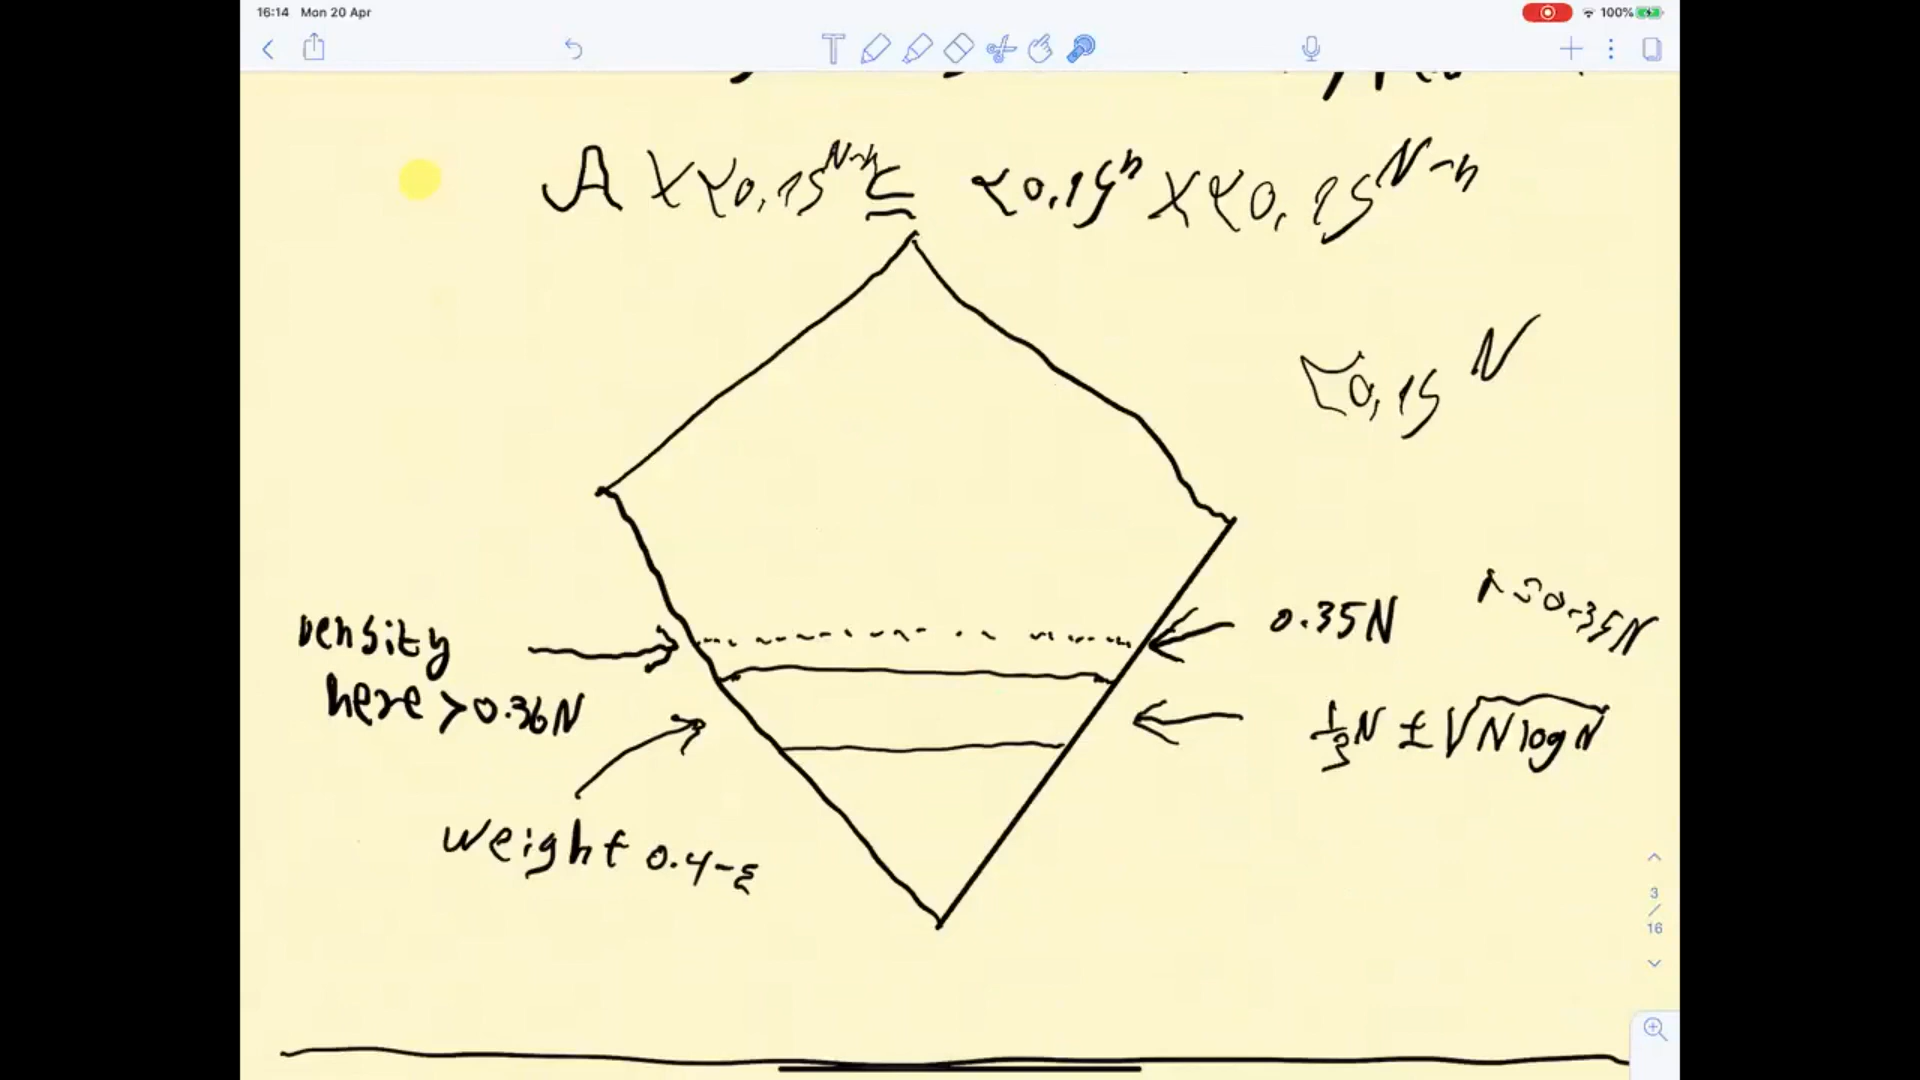 16:14 Mon 20 Apr
100%
T
A × {0,1}^{N-n} ⊆ {0,1}^n × {0,1}^{N-n}
{0,1}^N
Density
here > 0.36N
0.35N
r ≈ 0.35N
1/3 N ± √N log N
weight 0.4-ε
3
/
16